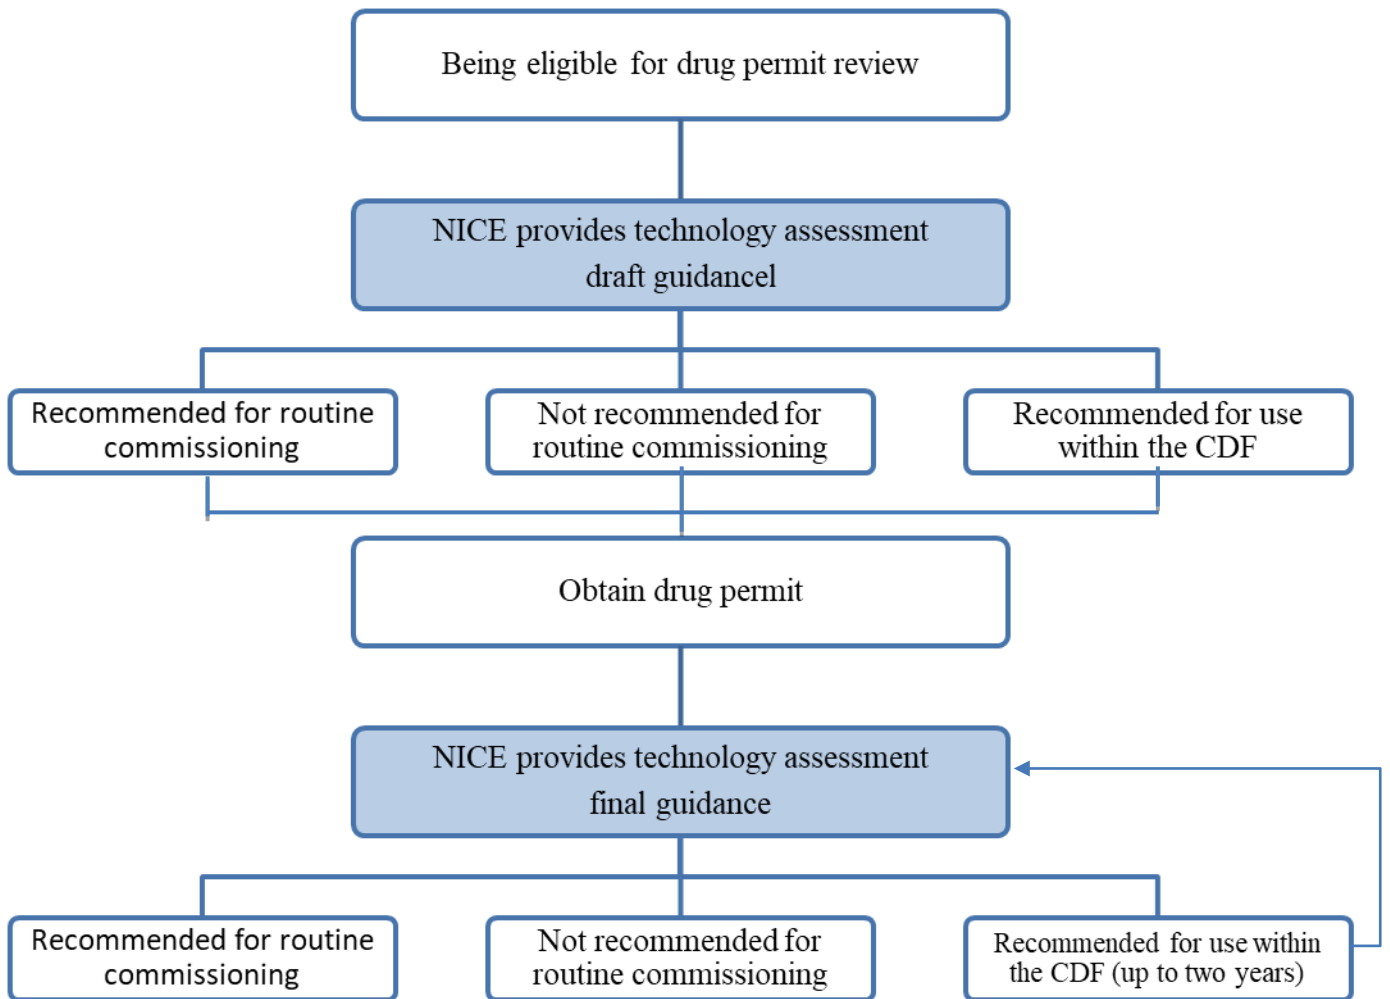 Being eligible for drug permit review
NICE provides technology assessment
draft guidancel
Recommended for routine
commissioning
Not recommended for
routine commissioning
Recommended for use
within the CDF
Obtain drug permit
NICE provides technology assessment
final guidance
Recommended for routine
commissioning
Not recommended for
routine commissioning
Recommended for use within
the CDF (up to two years)